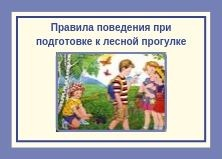 Правила поведения при
подготовке к лесной прогулке